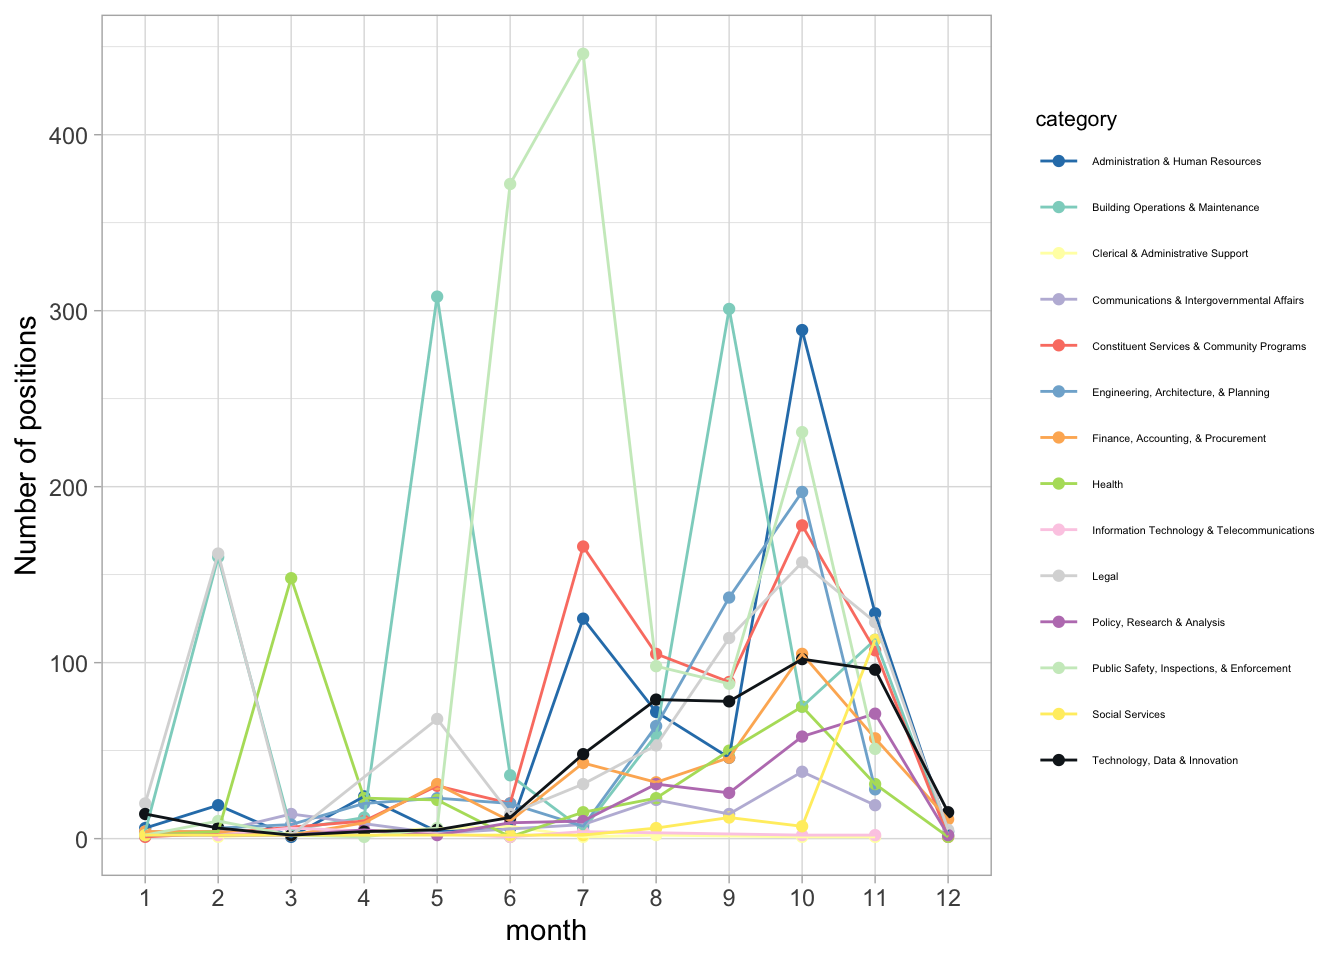 Number of positions
400
300
200
100
0
1 2 3 4 5 6 7 8 9 10 11 12
month
category
Administration & Human Resources
Building Operations & Maintenance
Clerical & Administrative Support
Communications & Intergovernmental Affairs
Constituent Services & Community Programs
Engineering, Architecture, & Planning
Finance, Accounting, & Procurement
Health
Information Technology & Telecommunications
Legal
Policy, Research & Analysis
Public Safety, Inspections, & Enforcement
Social Services
Technology, Data & Innovation